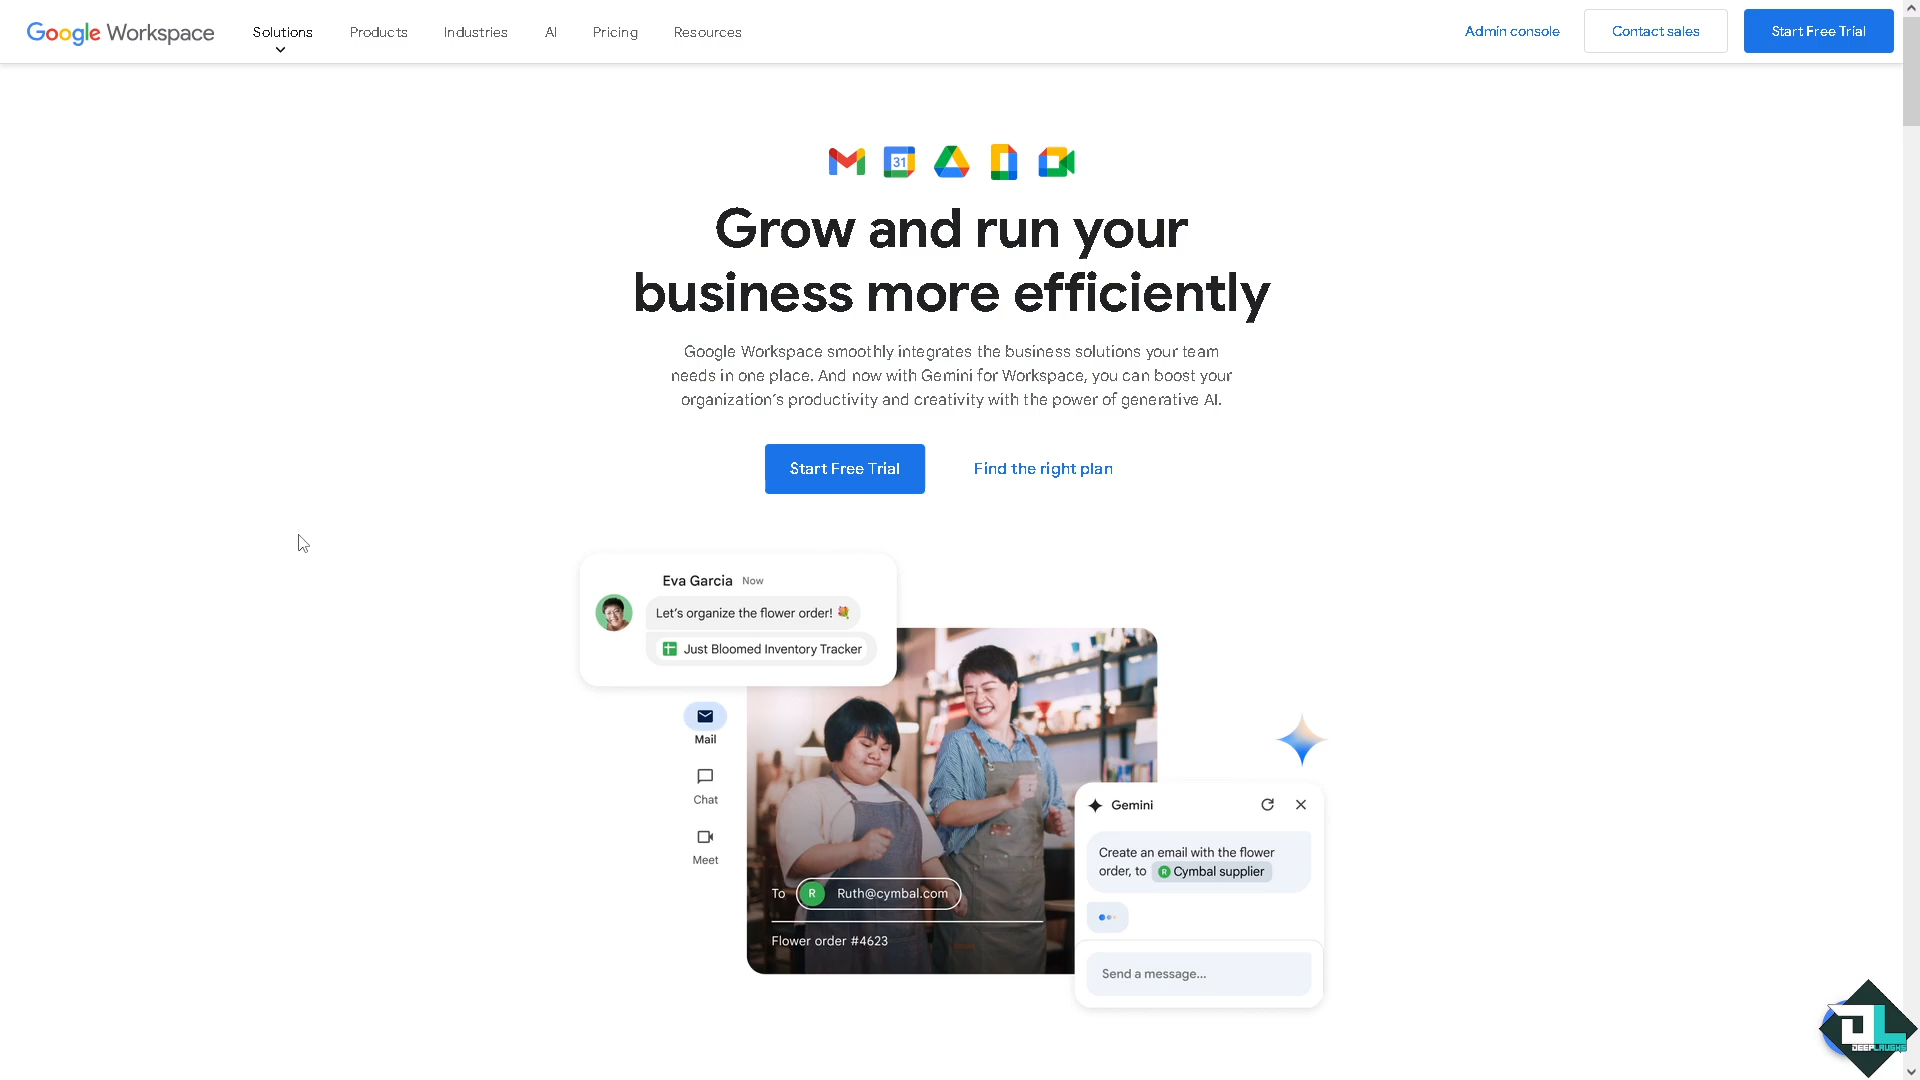 Google Workspace
Solutions
Products
Industries
AI
Pricing
Resources
Admin console
Contact sales
Start Free Trial
31
Grow and run your
business more efficiently
Google Workspace smoothly integrates the business solutions your team
needs in one place. And now with Gemini for Workspace, you can boost your
organization's productivity and creativity with the power of generative AI.
Start Free Trial
Find the right plan
Eva Garcia Now
Let's organize the flower order!
Just Bloomed Inventory Tracker
Mail
Chat
Meet
To R Ruth@cymbal.com
Flower order #4623
Gemini
Create an email with the flower
order, to R Cymbal supplier
Send a message...
DEEPLAUGHS